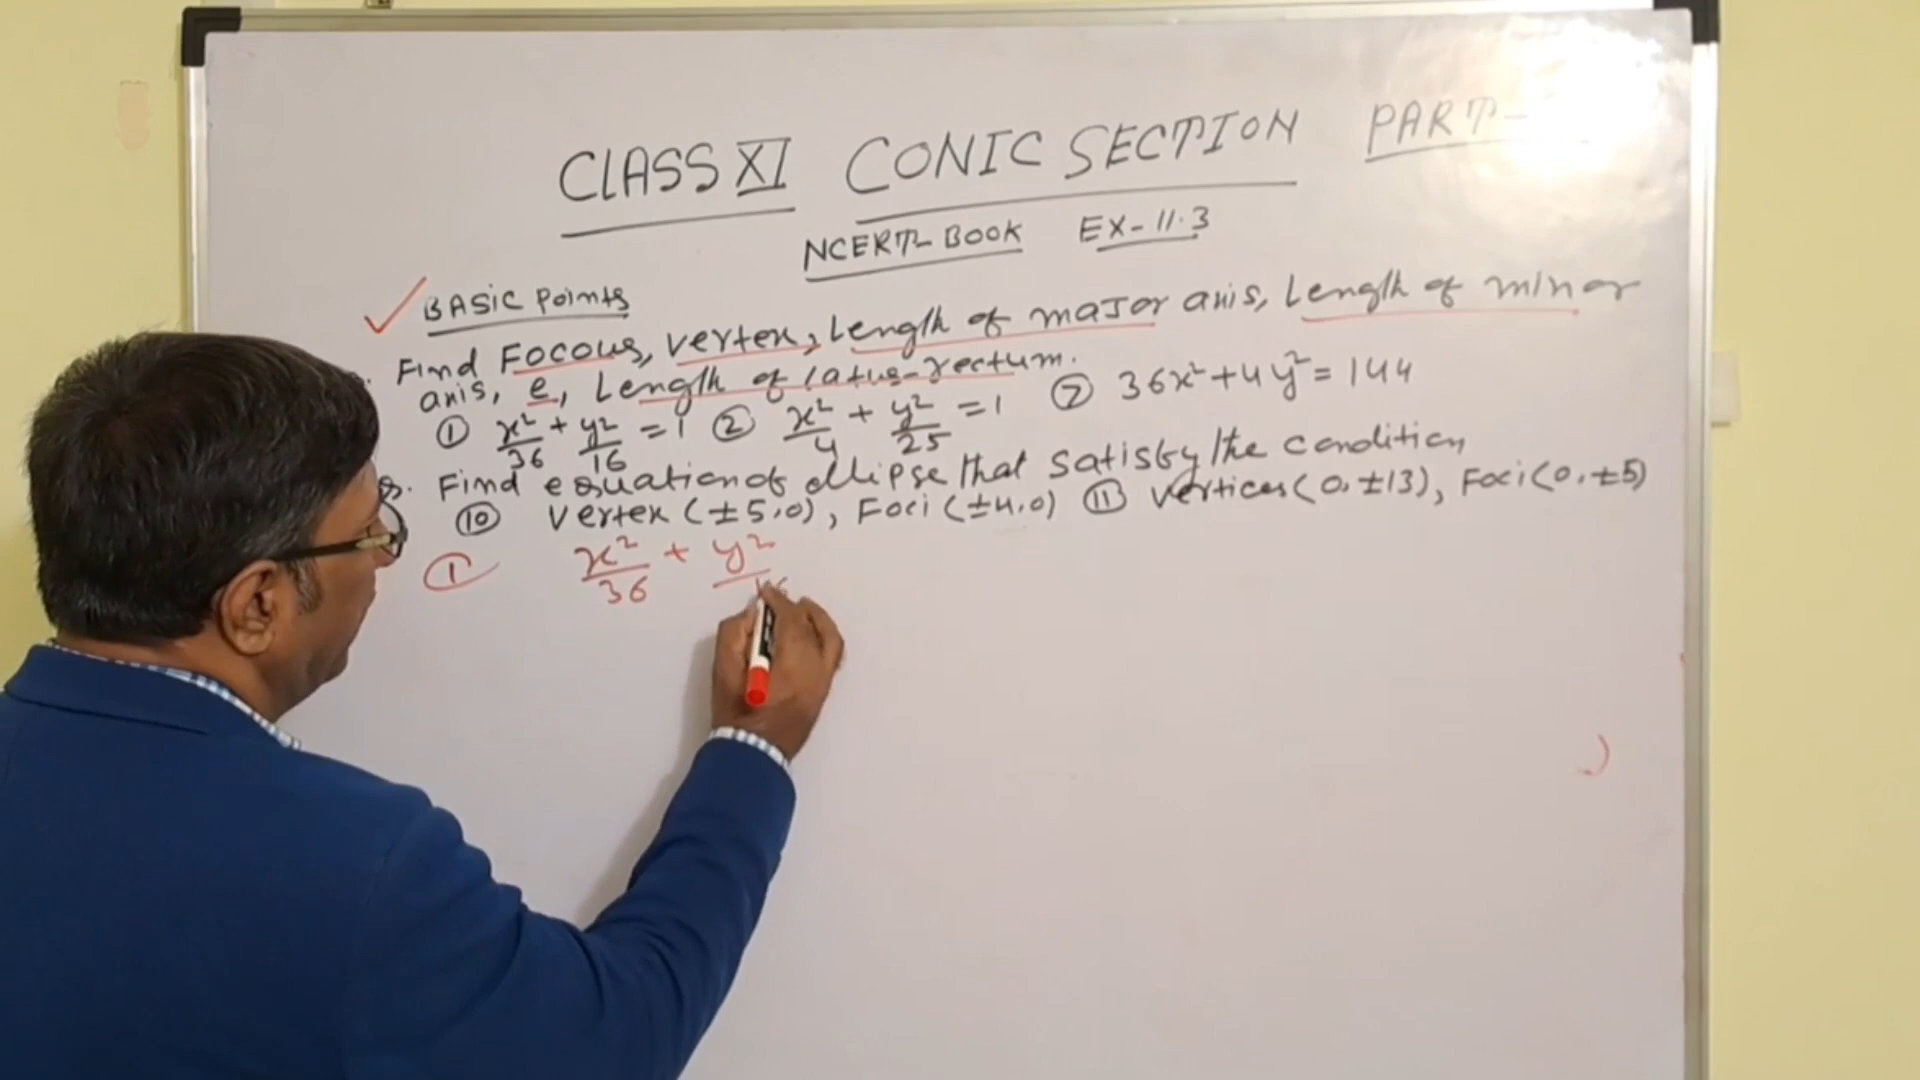 CLASS XI CONIC SECTION PART-
NCERT-BOOK EX-11.3
BASIC Points
Find Focous, vertex, Length of major axis, Length of minor
axis, e, Length of latus-rectum.
① x²/36 + y²/16 = 1 ② x²/4 + y²/25 = 1 ⑦ 36x² + 4y² = 144
Find equation of ellipse that satisfy the condition
⑩ Vertex (±5,0), Foci (±4,0) ⑪ Vertices (0,±13), Foci (0,±5)
① x²/36 + y²/16